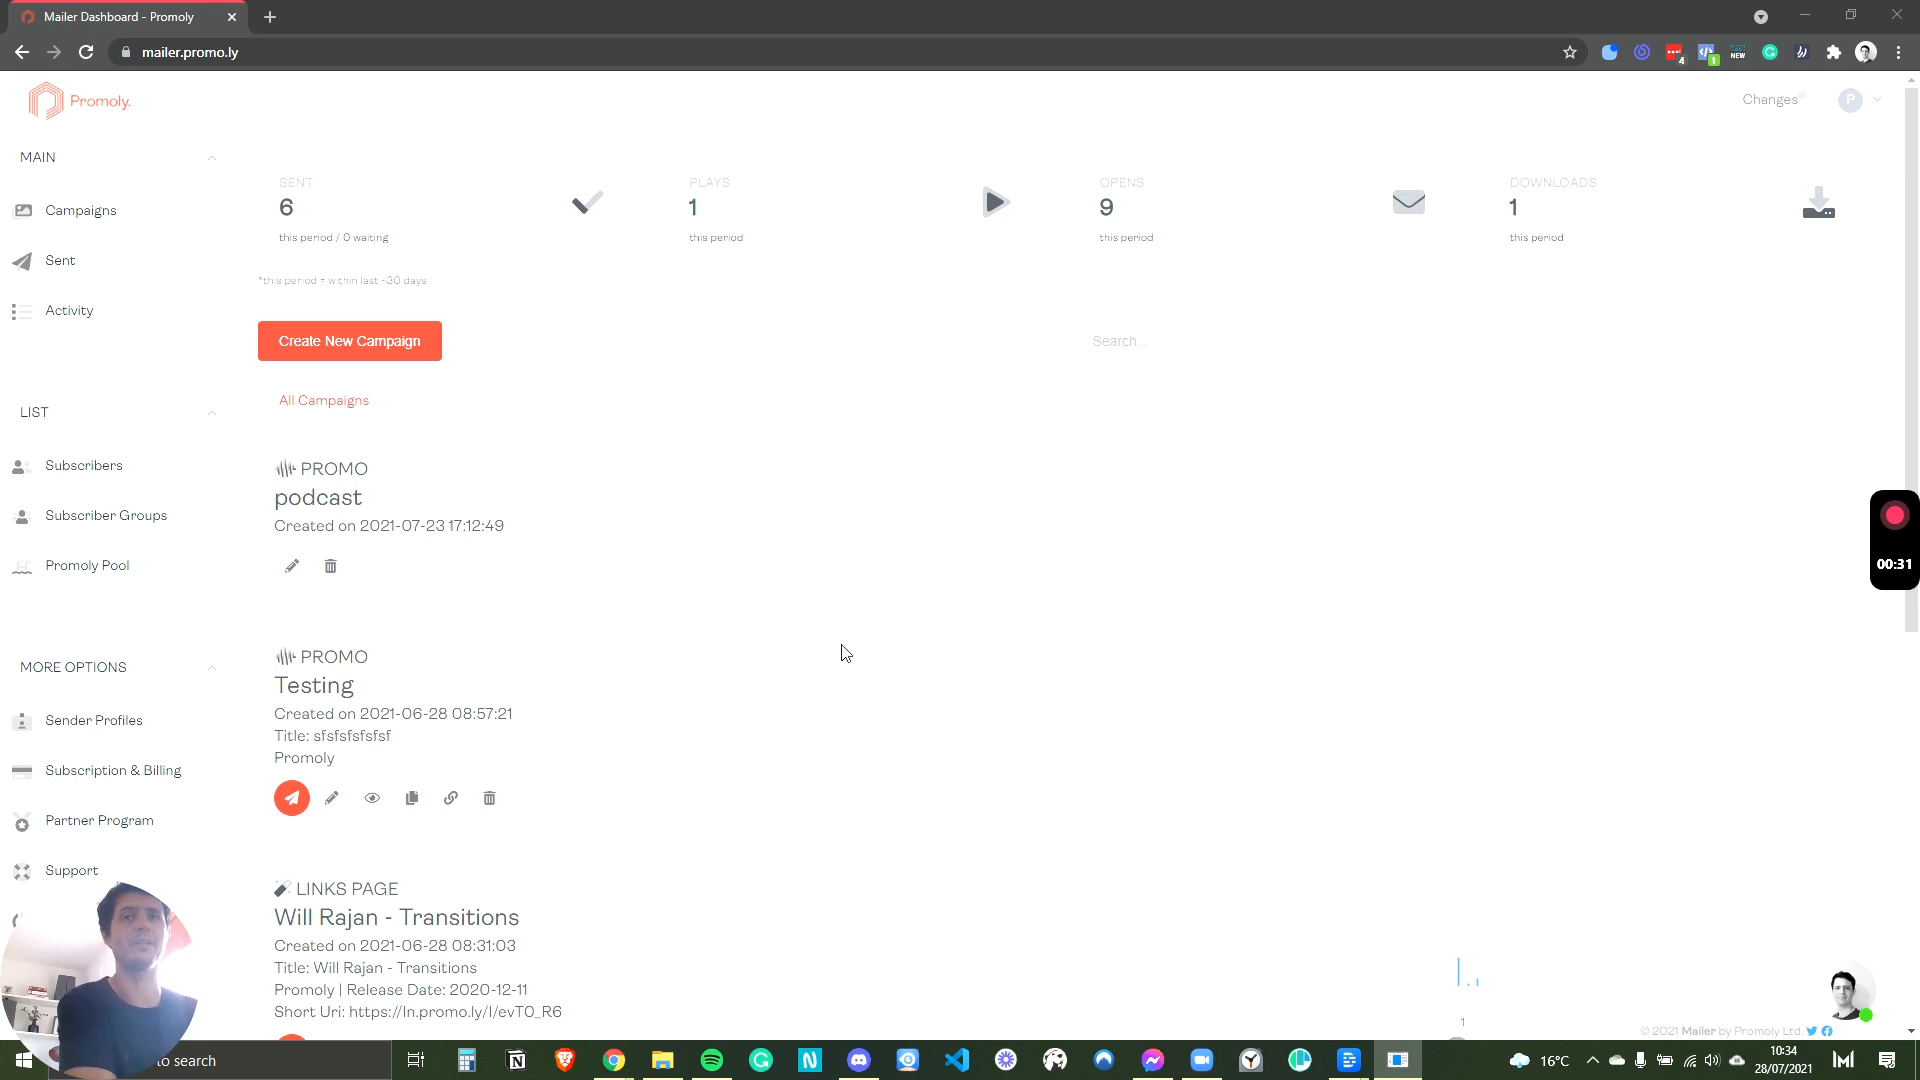 Mailer Dashboard - Promoly
mailer.promo.ly
4
1
NEW
Promoly.
Changes
P
MAIN
Campaigns
Sent
Activity
LIST
Subscribers
Subscriber Groups
Promoly Pool
MORE OPTIONS
Sender Profiles
Subscription & Billing
Partner Program
Support
SENT
6
this period / 0 waiting
PLAYS
1
this period
OPENS
9
this period
DOWNLOADS
1
this period
*this period = within last ~30 days
Create New Campaign
Search...
All Campaigns
PROMO
podcast
Created on 2021-07-23 17:12:49
PROMO
Testing
Created on 2021-06-28 08:57:21
Title: sfsfsfsfsfsf
Promoly
LINKS PAGE
Will Rajan - Transitions
Created on 2021-06-28 08:31:03
Title: Will Rajan - Transitions
Promoly | Release Date: 2020-12-11
Short Uri: https://ln.promo.ly/l/evT0_R6
00:31
1
© 2021 Mailer by Promoly Ltd.
to search
16°C
10:34
28/07/2021